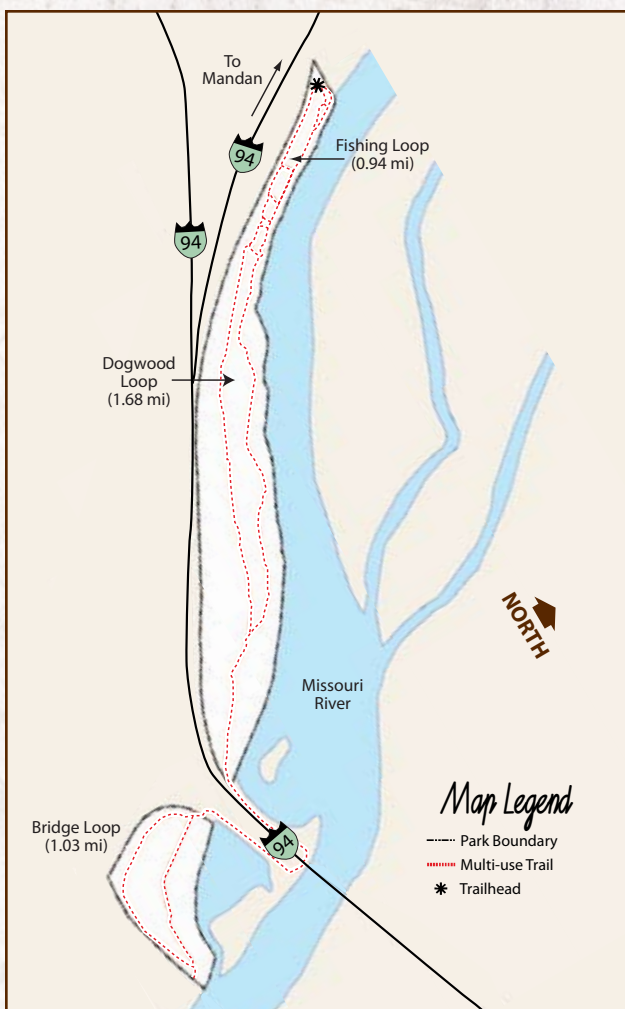 To
Mandan
94
Fishing Loop
(0.94 mi)
94
Dogwood
Loop
(1.68 mi)
NORTH
Missouri
River
Map Legend
Park Boundary
Multi-use Trail
Trailhead
Bridge Loop
(1.03 mi)
94